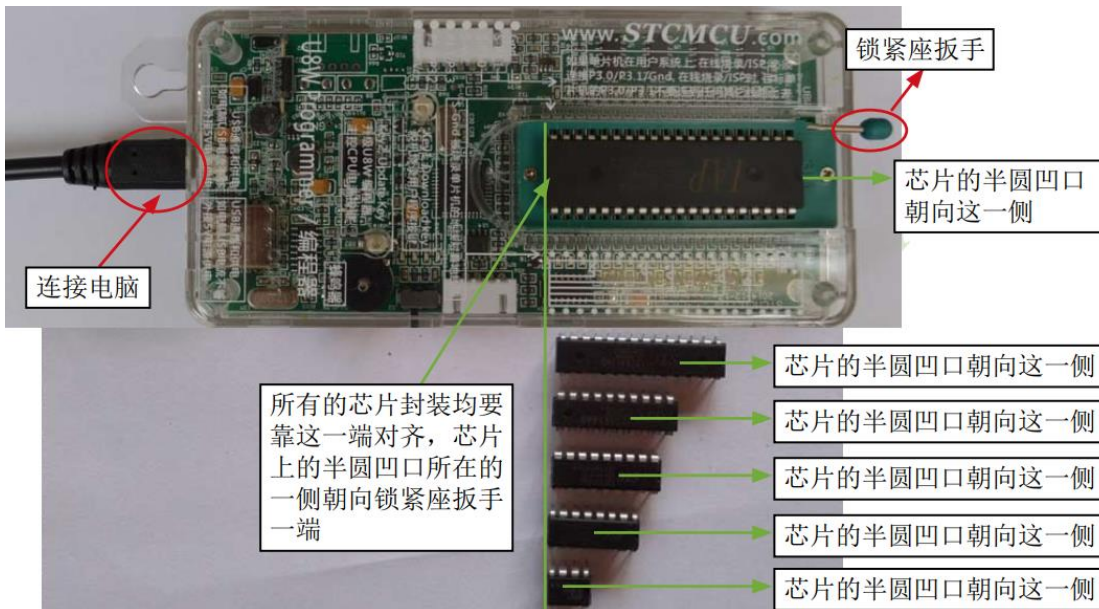 www.STCMCU.com
锁紧座扳手
芯片的半圆凹口
朝向这一侧
IAP
连接电脑
编程器
所有的芯片封装均要
靠这一端对齐，芯片
上的半圆凹口所在的
一侧朝向锁紧座扳手
一端
芯片的半圆凹口朝向这一侧
芯片的半圆凹口朝向这一侧
芯片的半圆凹口朝向这一侧
芯片的半圆凹口朝向这一侧
芯片的半圆凹口朝向这一侧